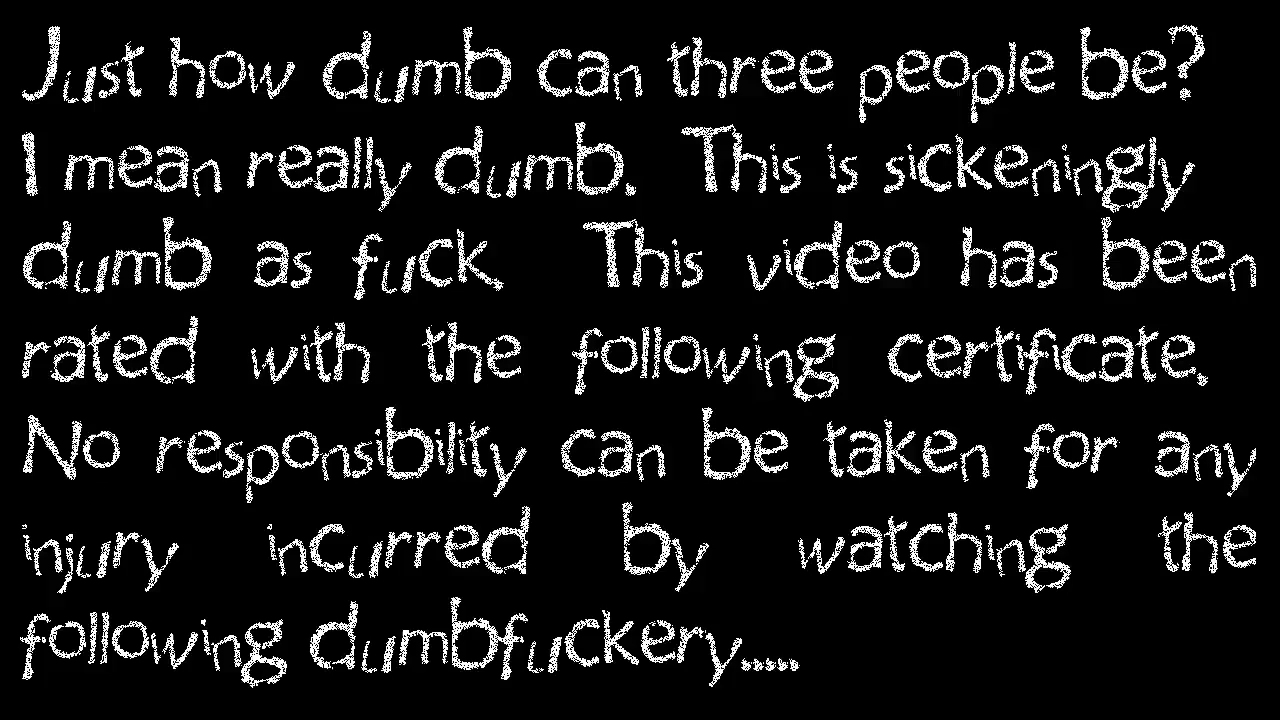 Just how dumb can three people be?
I mean really dumb. This is sickeningly
dumb as fuck. This video has been
rated with the following certificate.
No responsibility can be taken for any
injury incurred by watching the
following dumbfuckery.....